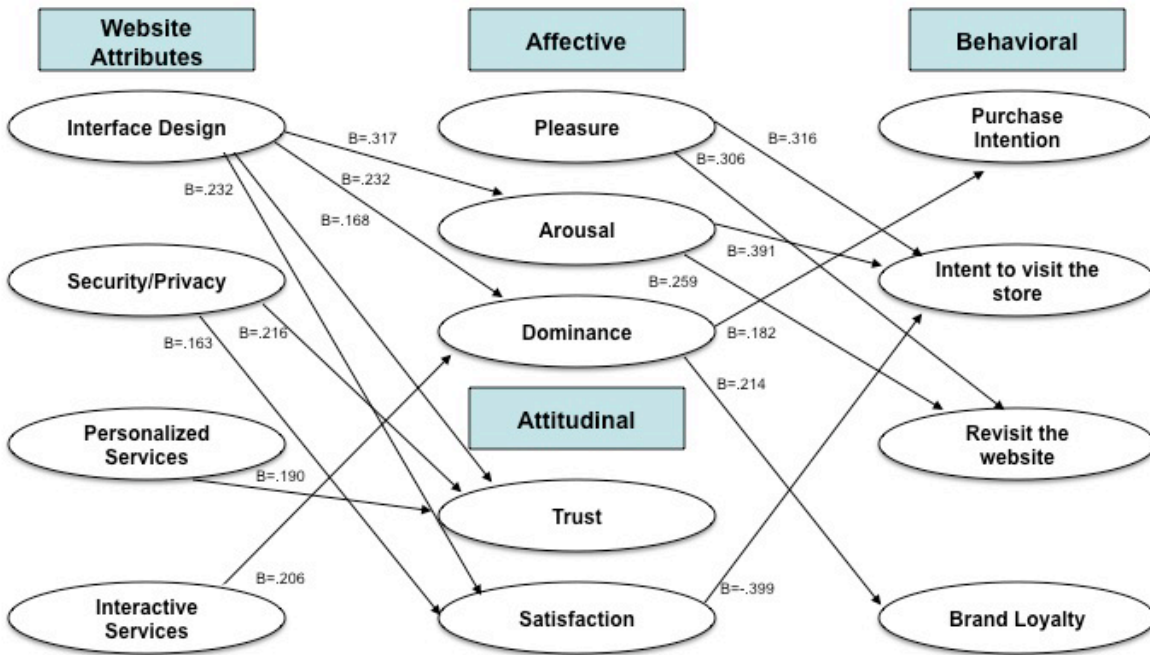 Website
Attributes
Affective
Behavioral
Interface Design
Pleasure
Purchase
Intention
B=.317
B=.316
B=.232
B=.232
B=.306
B=.168
Arousal
B=.391
Security/Privacy
B=.259
Intent to visit the
store
B=.216
B=.163
Dominance
B=.182
B=.214
Attitudinal
Personalized
Services
Revisit the
website
B=.190
Trust
B=.206
B=-.399
Interactive
Services
Satisfaction
Brand Loyalty